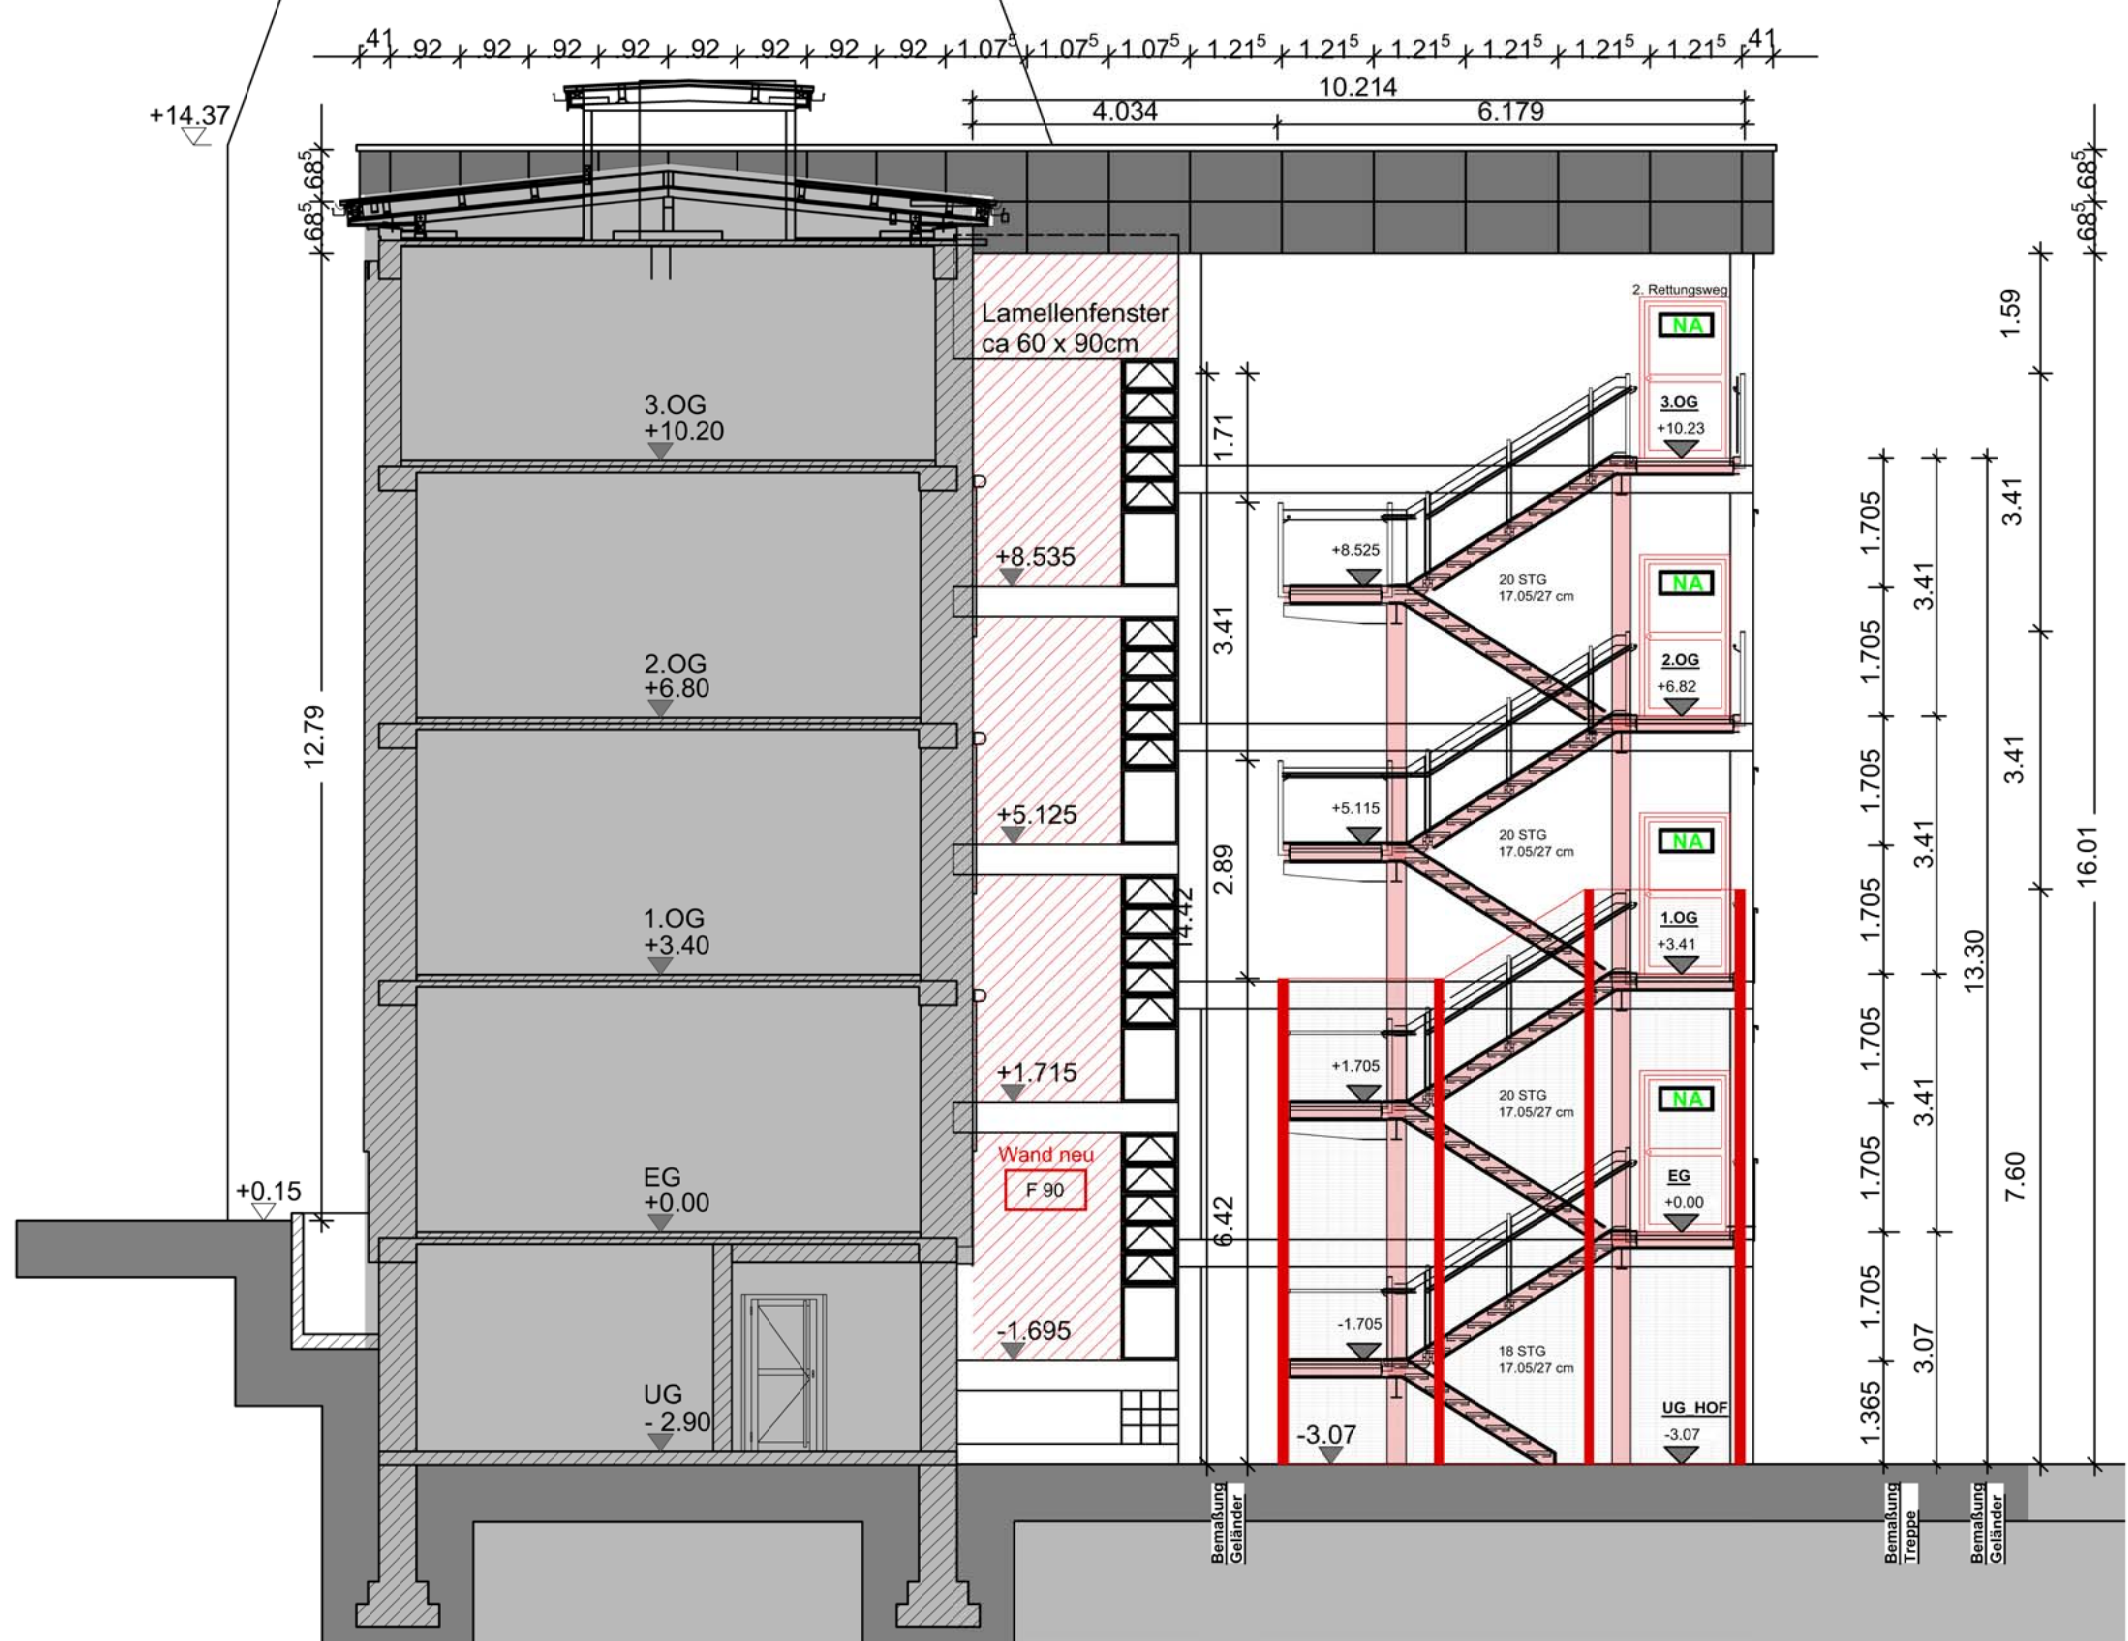 .41 .92 .92 .92 .92 .92 .92 .92 .92 1.07⁵ 1.07⁵ 1.07⁵ 1.21⁵ 1.21⁵ 1.21⁵ 1.21⁵ 1.21⁵ 1.21⁵ .41
10.214
4.034 6.179
+14.37
.68⁵
.68⁵
.68⁵
.68⁵
12.79
+0.15
3.OG
+10.20
2.OG
+6.80
1.OG
+3.40
EG
+0.00
UG
- 2.90
Lamellenfenster
ca 60 x 90cm
+8.535
+5.125
+1.715
Wand neu
F 90
-1.695
1.71
3.41
2.89
14.42
6.42
2. Rettungsweg
NA
3.OG
+10.23
+8.525
20 STG
17.05/27 cm
NA
2.OG
+6.82
+5.115
20 STG
17.05/27 cm
NA
1.OG
+3.41
+1.705
20 STG
17.05/27 cm
NA
EG
+0.00
-1.705
18 STG
17.05/27 cm
UG_HOF
-3.07
-3.07
1.705
1.705
1.705
1.705
1.705
1.705
1.705
1.365
3.41
3.41
3.41
3.07
13.30
1.59
3.41
3.41
7.60
16.01
Bemaßung
Geländer
Bemaßung
Treppe
Bemaßung
Geländer